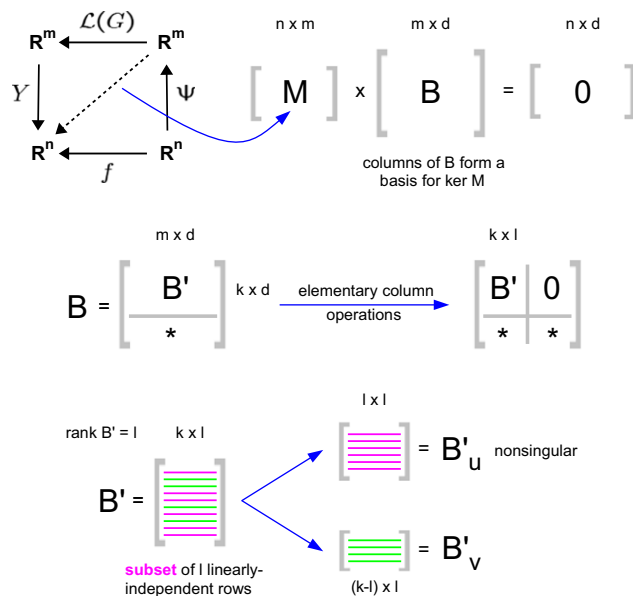 𝓛(G)
n x m
m x d
n x d
R^m
R^m
Y
Ψ
M
x
B
=
0
R^n
R^n
f
columns of B form a
basis for ker M
m x d
k x l
B =
B'
*
k x d
elementary column
operations
B'
0
*
*
rank B' = l
k x l
l x l
= B'_u
nonsingular
B' =
= B'_v
subset of l linearly-
independent rows
(k-l) x l